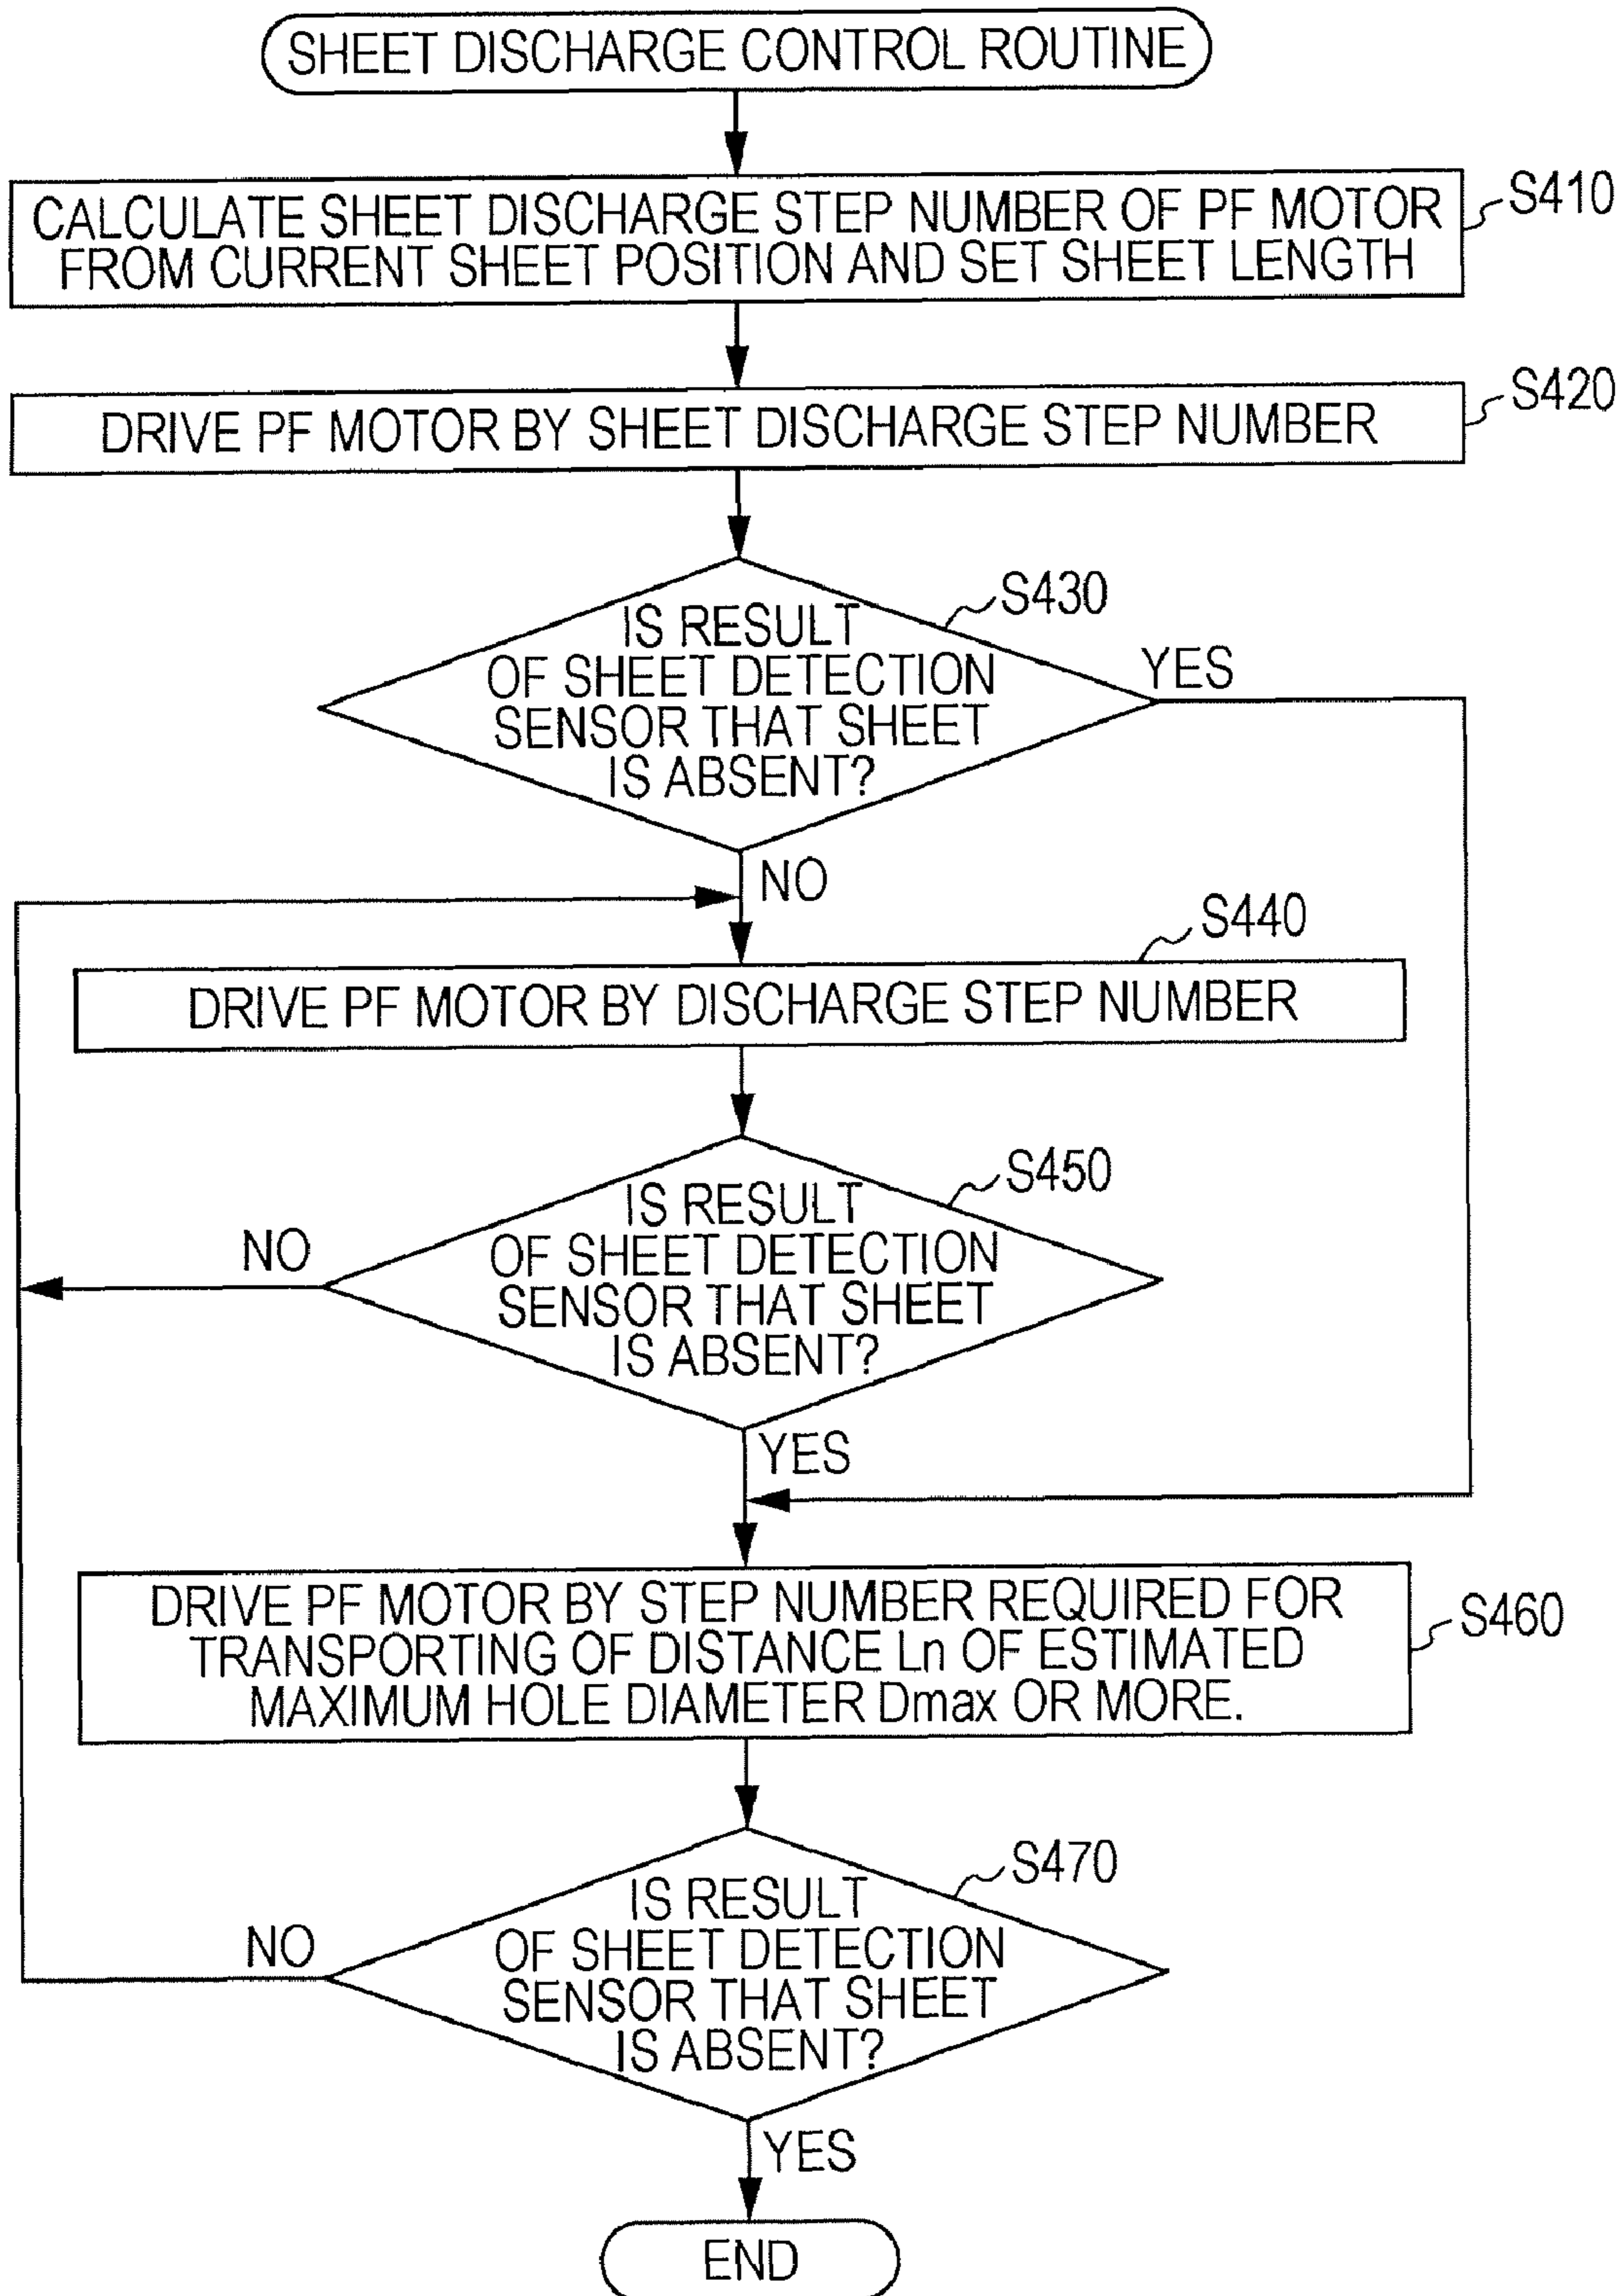 SHEET DISCHARGE CONTROL ROUTINE
CALCULATE SHEET DISCHARGE STEP NUMBER OF PF MOTOR
FROM CURRENT SHEET POSITION AND SET SHEET LENGTH
S410
DRIVE PF MOTOR BY SHEET DISCHARGE STEP NUMBER
S420
IS RESULT
OF SHEET DETECTION
SENSOR THAT SHEET
IS ABSENT?
S430
YES
NO
S440
DRIVE PF MOTOR BY DISCHARGE STEP NUMBER
IS RESULT
OF SHEET DETECTION
SENSOR THAT SHEET
IS ABSENT?
S450
NO
YES
DRIVE PF MOTOR BY STEP NUMBER REQUIRED FOR
TRANSPORTING OF DISTANCE Ln OF ESTIMATED
MAXIMUM HOLE DIAMETER Dmax OR MORE.
S460
IS RESULT
OF SHEET DETECTION
SENSOR THAT SHEET
IS ABSENT?
S470
NO
YES
END